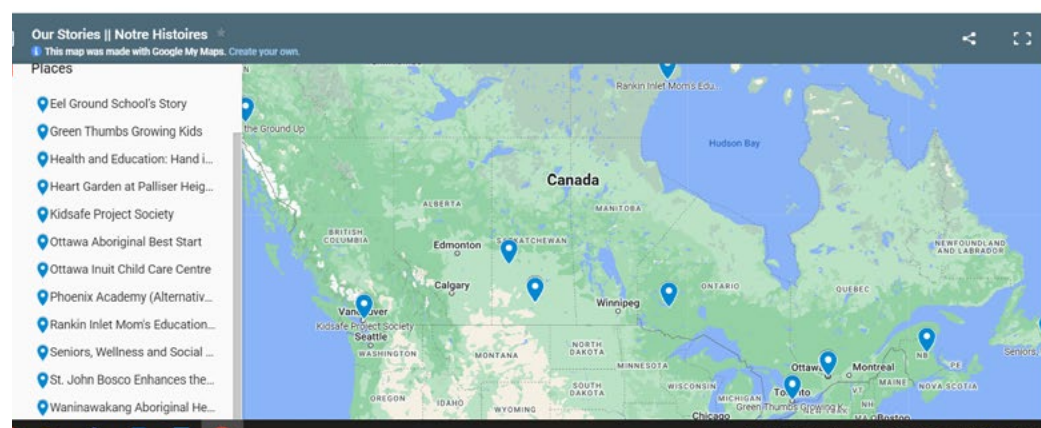 Our Stories || Notre Histoires
This map was made with Google My Maps. Create your own.
Places
Eel Ground School's Story
Green Thumbs Growing Kids
Health and Education: Hand i...
Heart Garden at Palliser Heig...
Kidsafe Project Society
Ottawa Aboriginal Best Start
Ottawa Inuit Child Care Centre
Phoenix Academy (Alternativ...
Rankin Inlet Mom's Education...
Seniors, Wellness and Social ...
St. John Bosco Enhances the...
Waninawakang Aboriginal He...
Rankin Inlet Mom's Edu...
the Ground Up
Hudson Bay
Canada
ALBERTA
MANITOBA
BRITISH
COLUMBIA
Edmonton
SASKATCHEWAN
NEWFOUNDLAND
AND LABRADOR
Calgary
ONTARIO
QUEBEC
Winnipeg
Vancouver
Kidsafe Project Society
Seattle
WASHINGTON
MONTANA
NORTH
DAKOTA
MINNESOTA
Ottawa
Montreal
NB
PE
Seniors,
SOUTH
DAKOTA
WISCONSIN
Toronto
VT
MAINE
NOVA SCOTIA
OREGON
IDAHO
WYOMING
MICHIGAN
Green Thumbs Growing K...
NEW YORK
NH
Chicago
MA
Boston